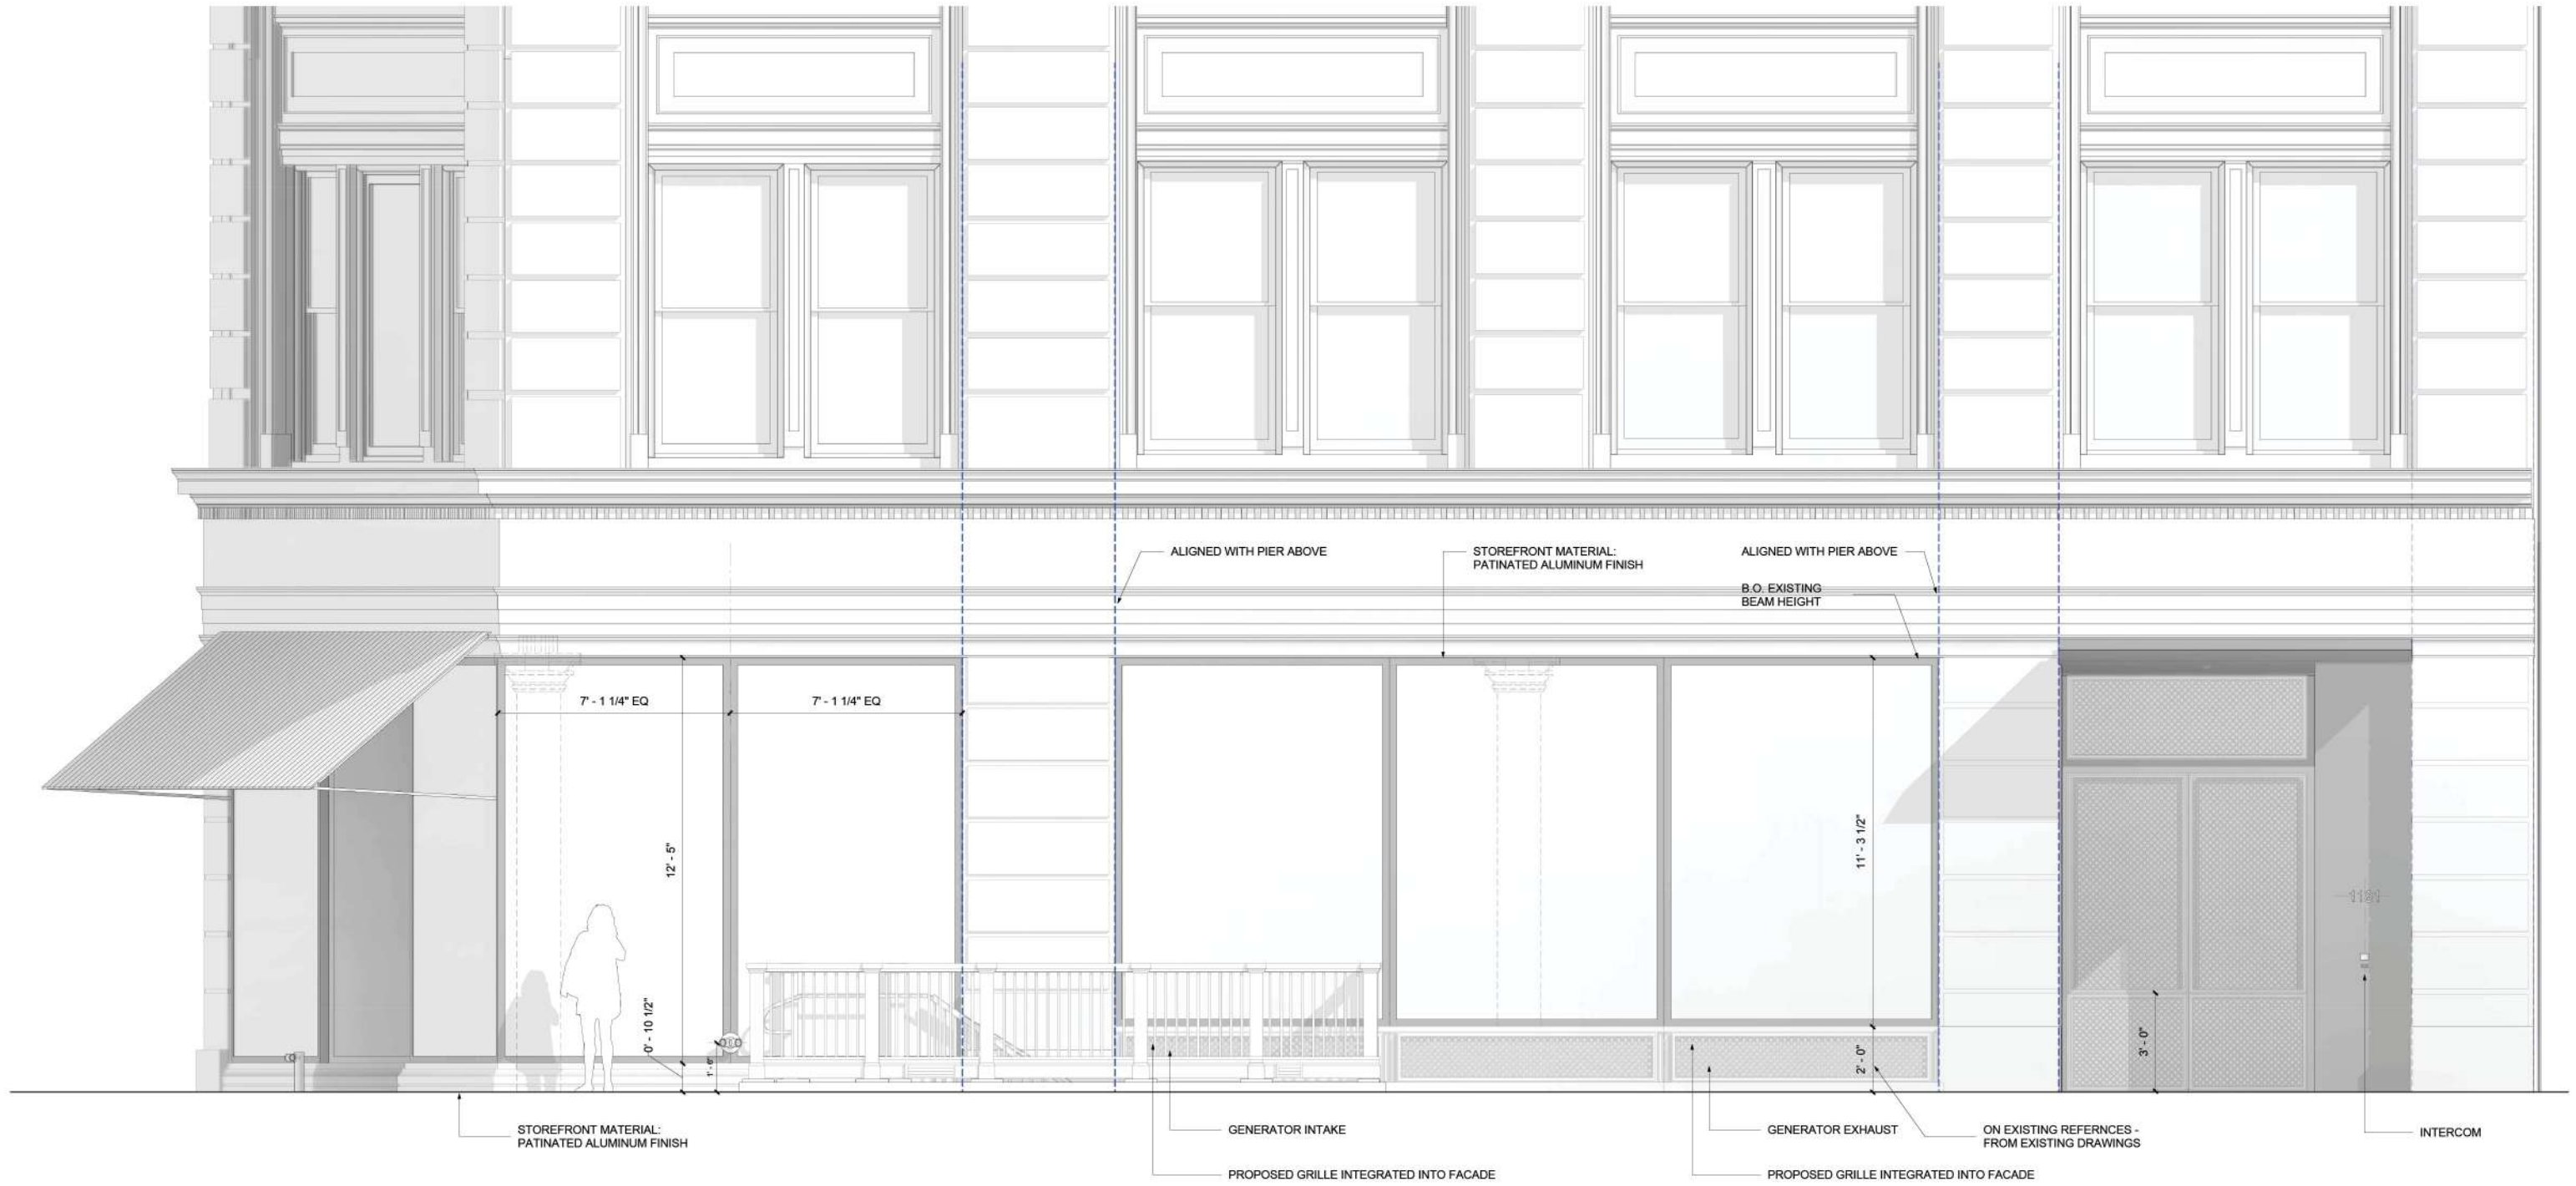 ALIGNED WITH PIER ABOVE
STOREFRONT MATERIAL:
PATINATED ALUMINUM FINISH
ALIGNED WITH PIER ABOVE
B.O. EXISTING
BEAM HEIGHT
7' - 1 1/4" EQ
7' - 1 1/4" EQ
12' - 5"
11' - 3 1/2"
0' - 10 1/2"
1' - 6"
2' - 0"
3' - 0"
STOREFRONT MATERIAL:
PATINATED ALUMINUM FINISH
GENERATOR INTAKE
PROPOSED GRILLE INTEGRATED INTO FACADE
GENERATOR EXHAUST
PROPOSED GRILLE INTEGRATED INTO FACADE
ON EXISTING REFERNCES -
FROM EXISTING DRAWINGS
INTERCOM